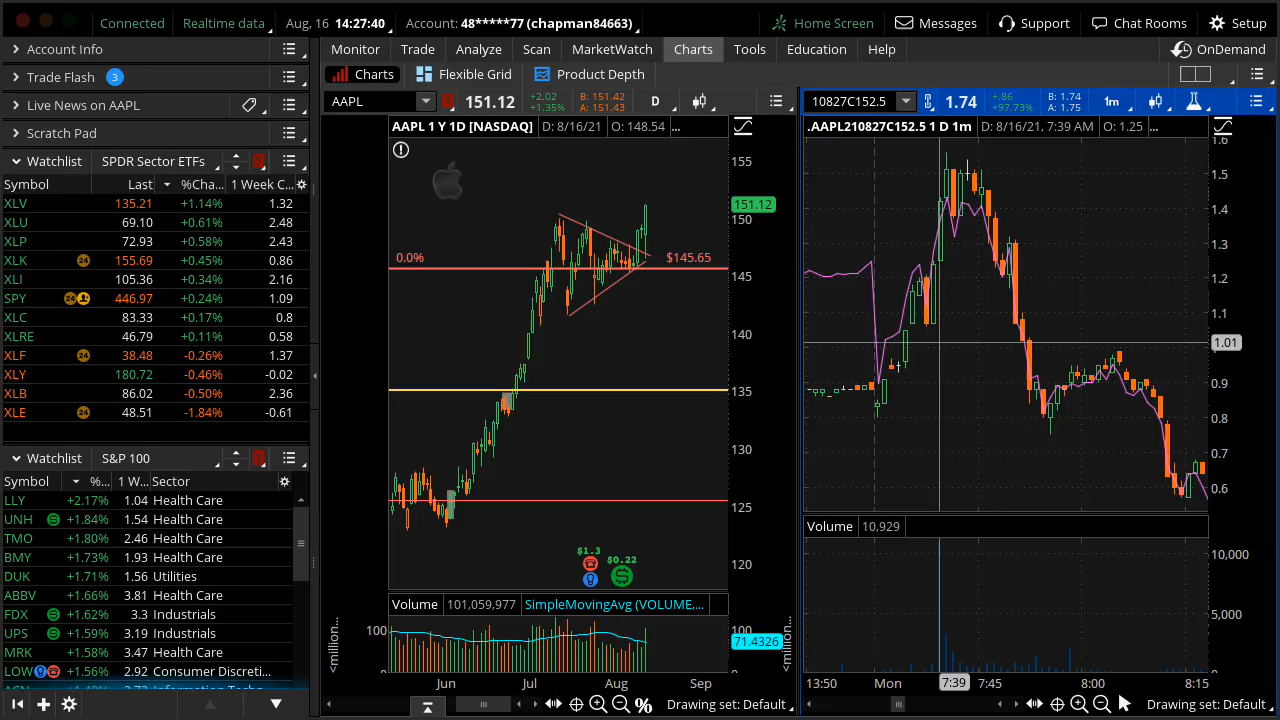 Connected Realtime data Aug, 16 14:27:40 Account: 48*****77 (chapman84663) Home Screen Messages Support Chat Rooms Setup
Account Info
Trade Flash 3
Live News on AAPL
Scratch Pad
Watchlist SPDR Sector ETFs 1
Symbol Last %Cha... 1 Week C...
XLV 135.21 +1.14% 1.32
XLU 69.10 +0.61% 2.48
XLP 72.93 +0.58% 2.43
XLK 24 155.69 +0.45% 0.86
XLI 105.36 +0.34% 2.16
SPY 24 446.97 +0.24% 1.09
XLC 83.33 +0.17% 0.8
XLRE 46.79 +0.11% 0.58
XLF 24 38.48 -0.26% 1.37
XLY 180.72 -0.46% -0.02
XLB 86.02 -0.50% 2.36
XLE 24 48.51 -1.84% -0.61
Watchlist S&P 100 1
Symbol %... 1 W... Sector
LLY +2.17% 1.04 Health Care
UNH +1.84% 1.54 Health Care
TMO +1.80% 2.46 Health Care
BMY +1.73% 1.93 Health Care
DUK +1.71% 1.56 Utilities
ABBV +1.66% 3.81 Health Care
FDX +1.62% 3.3 Industrials
UPS +1.59% 3.19 Industrials
MRK +1.58% 3.47 Health Care
LOW +1.56% 2.92 Consumer Discreti...
Monitor Trade Analyze Scan MarketWatch Charts Tools Education Help OnDemand
Charts Flexible Grid Product Depth
AAPL 1 151.12 +2.02 +1.35% B: 151.42 A: 151.43 D
AAPL 1 Y 1D [NASDAQ] D: 8/16/21 O: 148.54 ...
155
151.12
150
0.0% $145.65
145
140
135
130
125
120
$1.3 $0.22
Volume 101,059,977 SimpleMovingAvg (VOLUME,...
100
100
71.4326
0
0
<million...
<million...
Jun Jul Aug Sep
Drawing set: Default
10827C152.5 1.74 +.86 +97.73% B: 1.74 A: 1.75 1m
.AAPL210827C152.5 1 D 1m D: 8/16/21, 7:39 AM O: 1.25 ...
1.6
1.5
1.4
1.3
1.2
1.1
1.01
0.9
0.8
0.7
0.6
Volume 10,929
10,000
5,000
0
13:50 Mon 7:39 7:45 8:00 8:15
Drawing set: Default